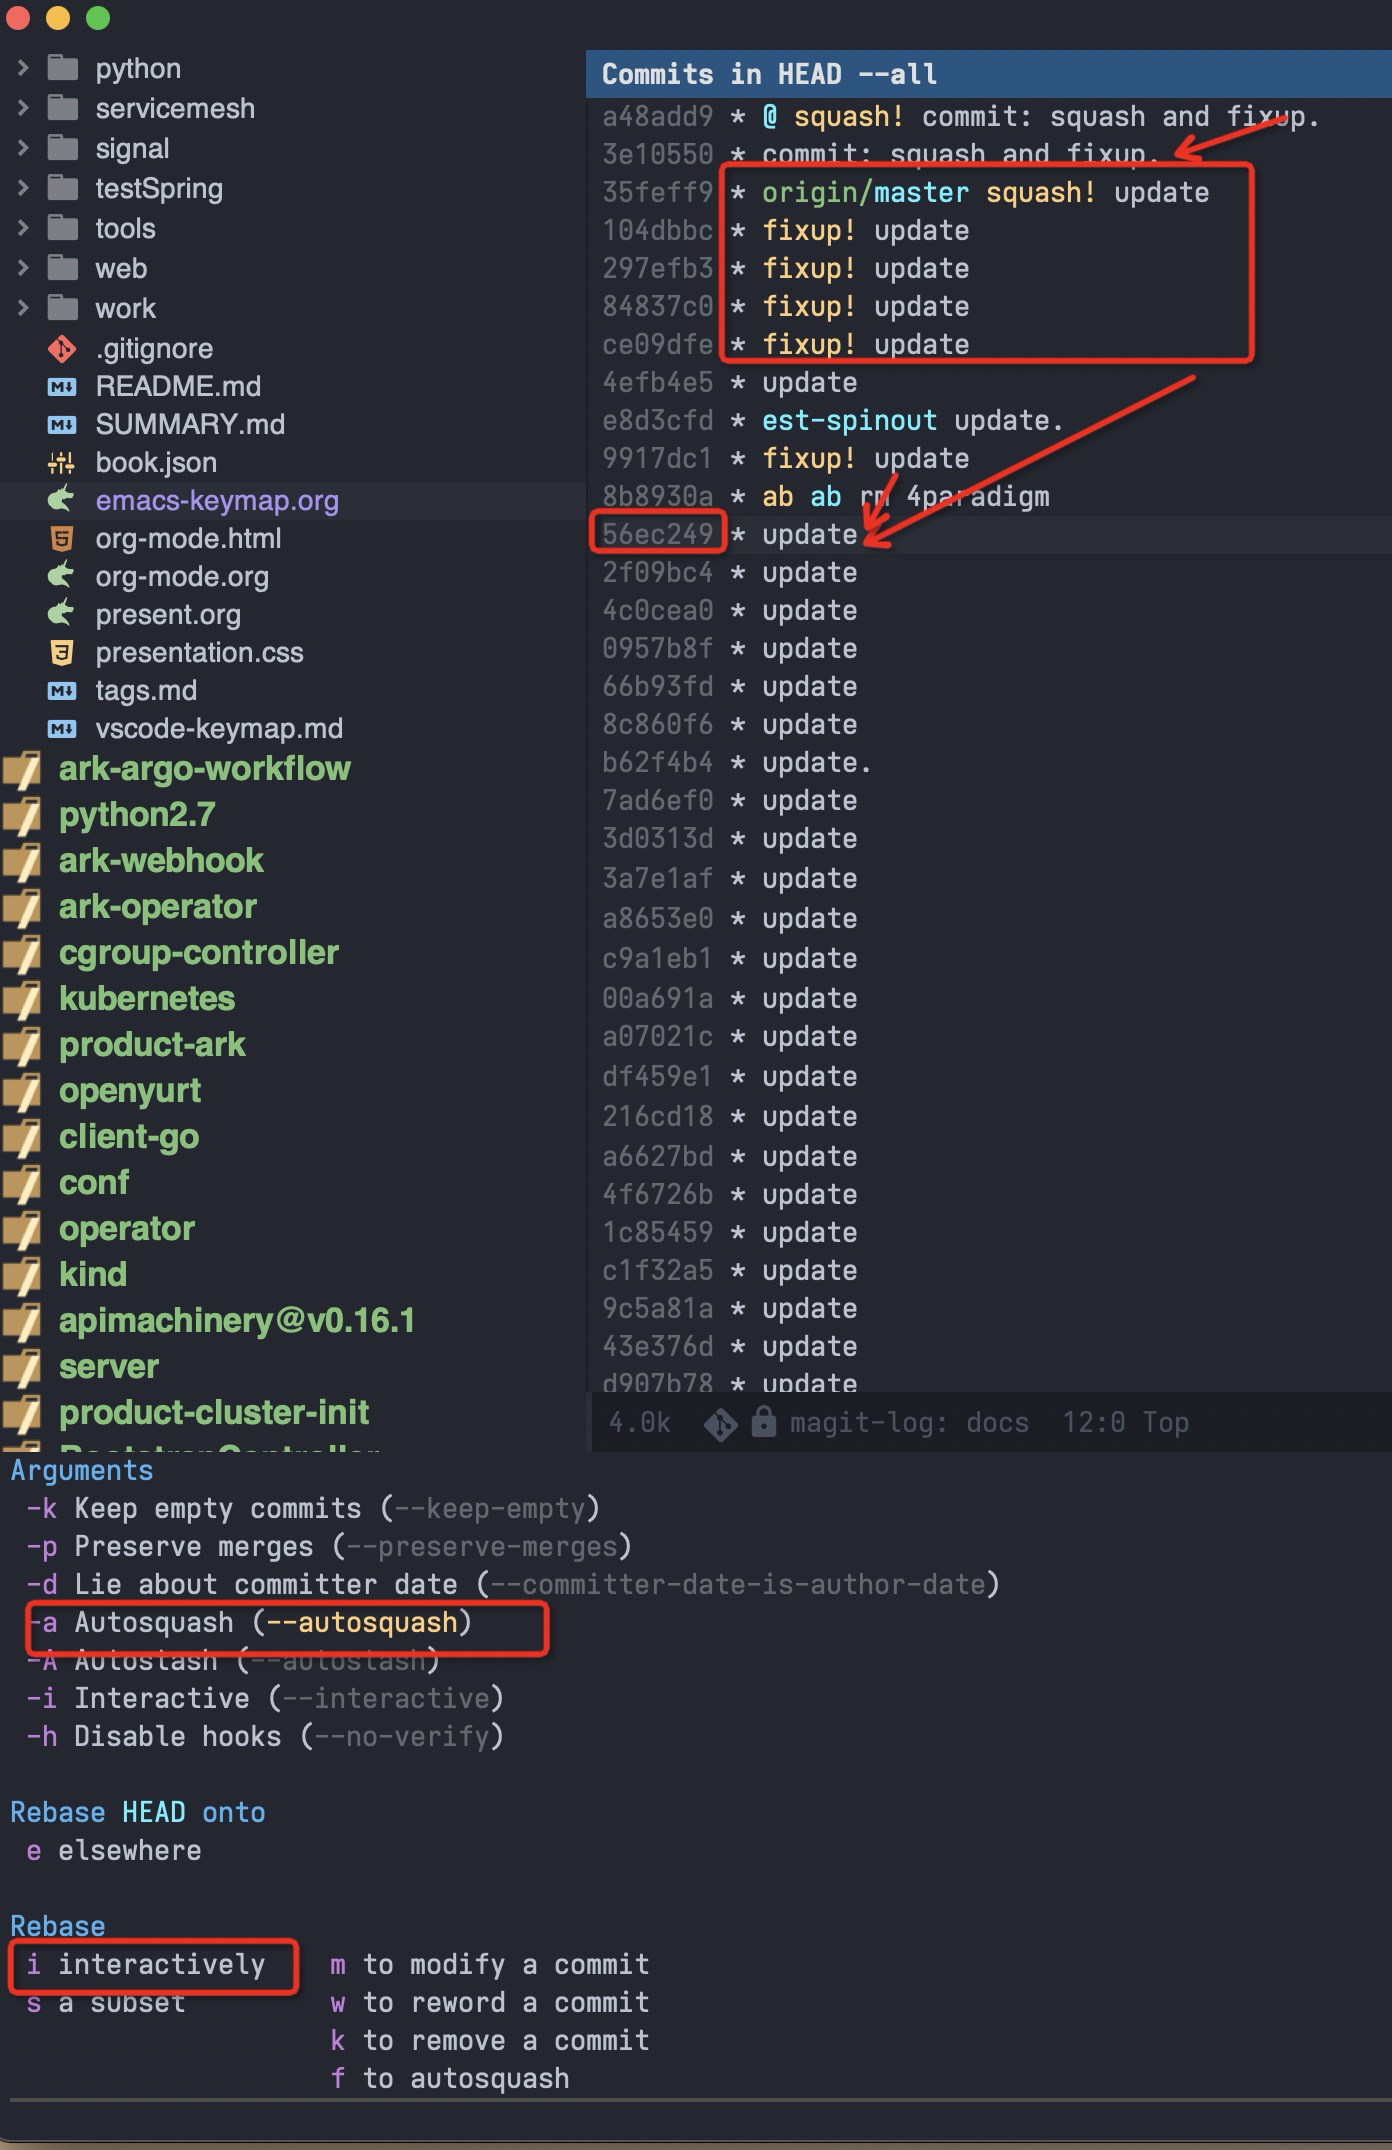 python
servicemesh
signal
testSpring
tools
web
work
.gitignore
README.md
SUMMARY.md
book.json
emacs-keymap.org
org-mode.html
org-mode.org
present.org
presentation.css
tags.md
vscode-keymap.md
ark-argo-workflow
python2.7
ark-webhook
ark-operator
cgroup-controller
kubernetes
product-ark
openyurt
client-go
conf
operator
kind
apimachinery@v0.16.1
server
product-cluster-init
BootstrapController
Commits in HEAD --all
a48add9 * @ squash! commit: squash and fixup.
3e10550 * commit: squash and fixup.
35feff9 * origin/master squash! update
104dbbc * fixup! update
297efb3 * fixup! update
84837c0 * fixup! update
ce09dfe * fixup! update
4efb4e5 * update
e8d3cfd * est-spinout update.
9917dc1 * fixup! update
8b8930a * ab ab rm 4paradigm
56ec249 * update
2f09bc4 * update
4c0cea0 * update
0957b8f * update
66b93fd * update
8c860f6 * update
b62f4b4 * update.
7ad6ef0 * update
3d0313d * update
3a7e1af * update
a8653e0 * update
c9a1eb1 * update
00a691a * update
a07021c * update
df459e1 * update
216cd18 * update
a6627bd * update
4f6726b * update
1c85459 * update
c1f32a5 * update
9c5a81a * update
43e376d * update
d907b78 * update
4.0k magit-log: docs 12:0 Top
Arguments
-k Keep empty commits (--keep-empty)
-p Preserve merges (--preserve-merges)
-d Lie about committer date (--committer-date-is-author-date)
-a Autosquash (--autosquash)
-A Autostash (--autostash)
-i Interactive (--interactive)
-h Disable hooks (--no-verify)
Rebase HEAD onto
e elsewhere
Rebase
i interactively m to modify a commit
s a subset w to reword a commit
k to remove a commit
f to autosquash